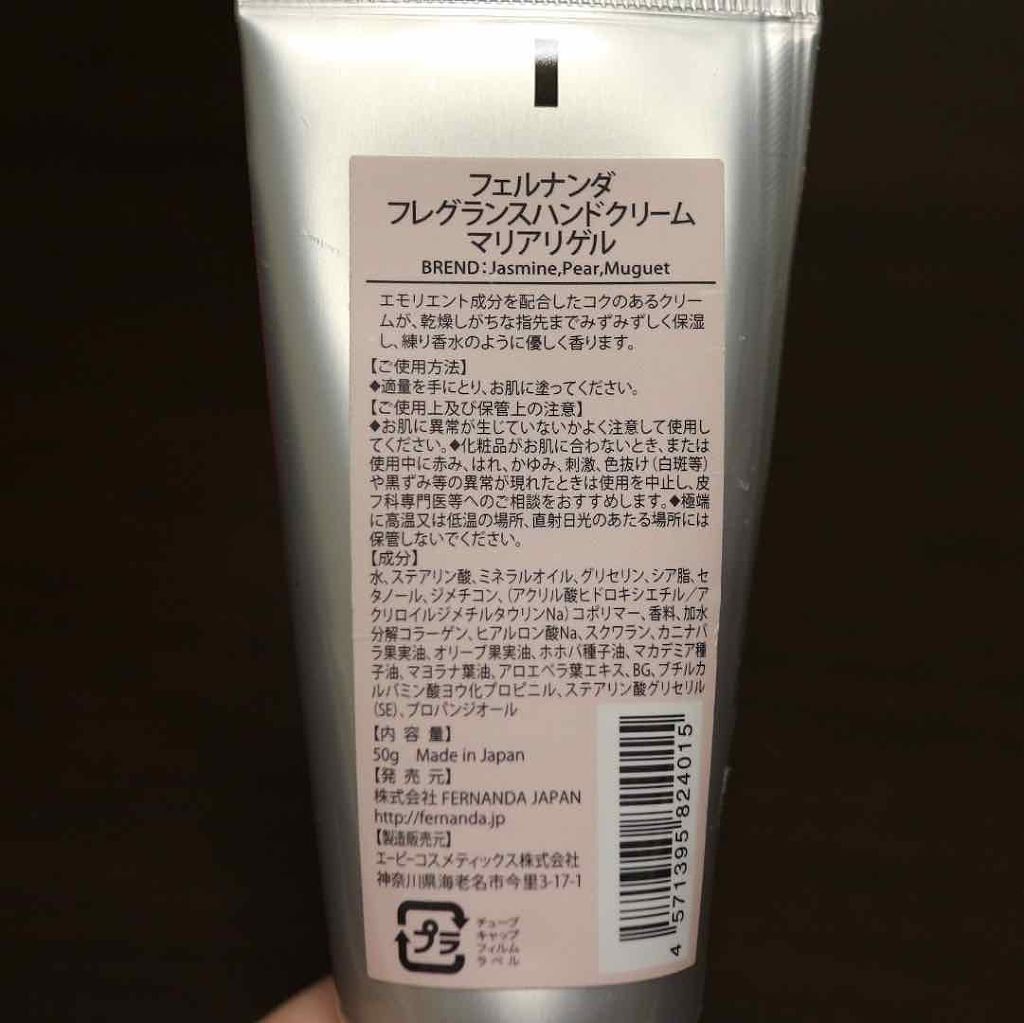 フェルナンダ
フレグランスハンドクリーム
マリアリゲル
BREND:Jasmine,Pear,Muguet
エモリエント成分を配合したコクのあるクリー
ムが、乾燥しがちな指先までみずみずしく保湿
し、練り香水のように優しく香ります。
【ご使用方法】
◆適量を手にとり、お肌に塗ってください。
【ご使用上及び保管上の注意】
◆お肌に異常が生じていないかよく注意して使用し
てください。◆化粧品がお肌に合わないとき、または
使用中に赤み、はれ、かゆみ、刺激、色抜け(白斑等)
や黒ずみ等の異常が現れたときは使用を中止し、皮
フ科専門医等へのご相談をおすすめします。◆極端
に高温又は低温の場所、直射日光のあたる場所には
保管しないでください。
【成分】
水、ステアリン酸、ミネラルオイル、グリセリン、シア脂、セ
タノール、ジメチコン、(アクリル酸ヒドロキシエチル/ア
クリロイルジメチルタウリンNa)コポリマー、香料、加水
分解コラーゲン、ヒアルロン酸Na、スクワラン、カニナバ
ラ果実油、オリーブ果実油、ホホバ種子油、マカデミア種
子油、マヨラナ葉油、アロエベラ葉エキス、BG、ブチルカ
ルバミン酸ヨウ化プロピニル、ステアリン酸グリセリル
(SE)、プロパンジオール
【内 容 量】
50g Made in Japan
【発 売 元】
株式会社 FERNANDA JAPAN
http://fernanda.jp
【製造販売元】
エーピーコスメティックス株式会社
神奈川県海老名市今里3-17-1
プラ
チューブ
キャップ
フィルム
ラベル
4 571395 824015